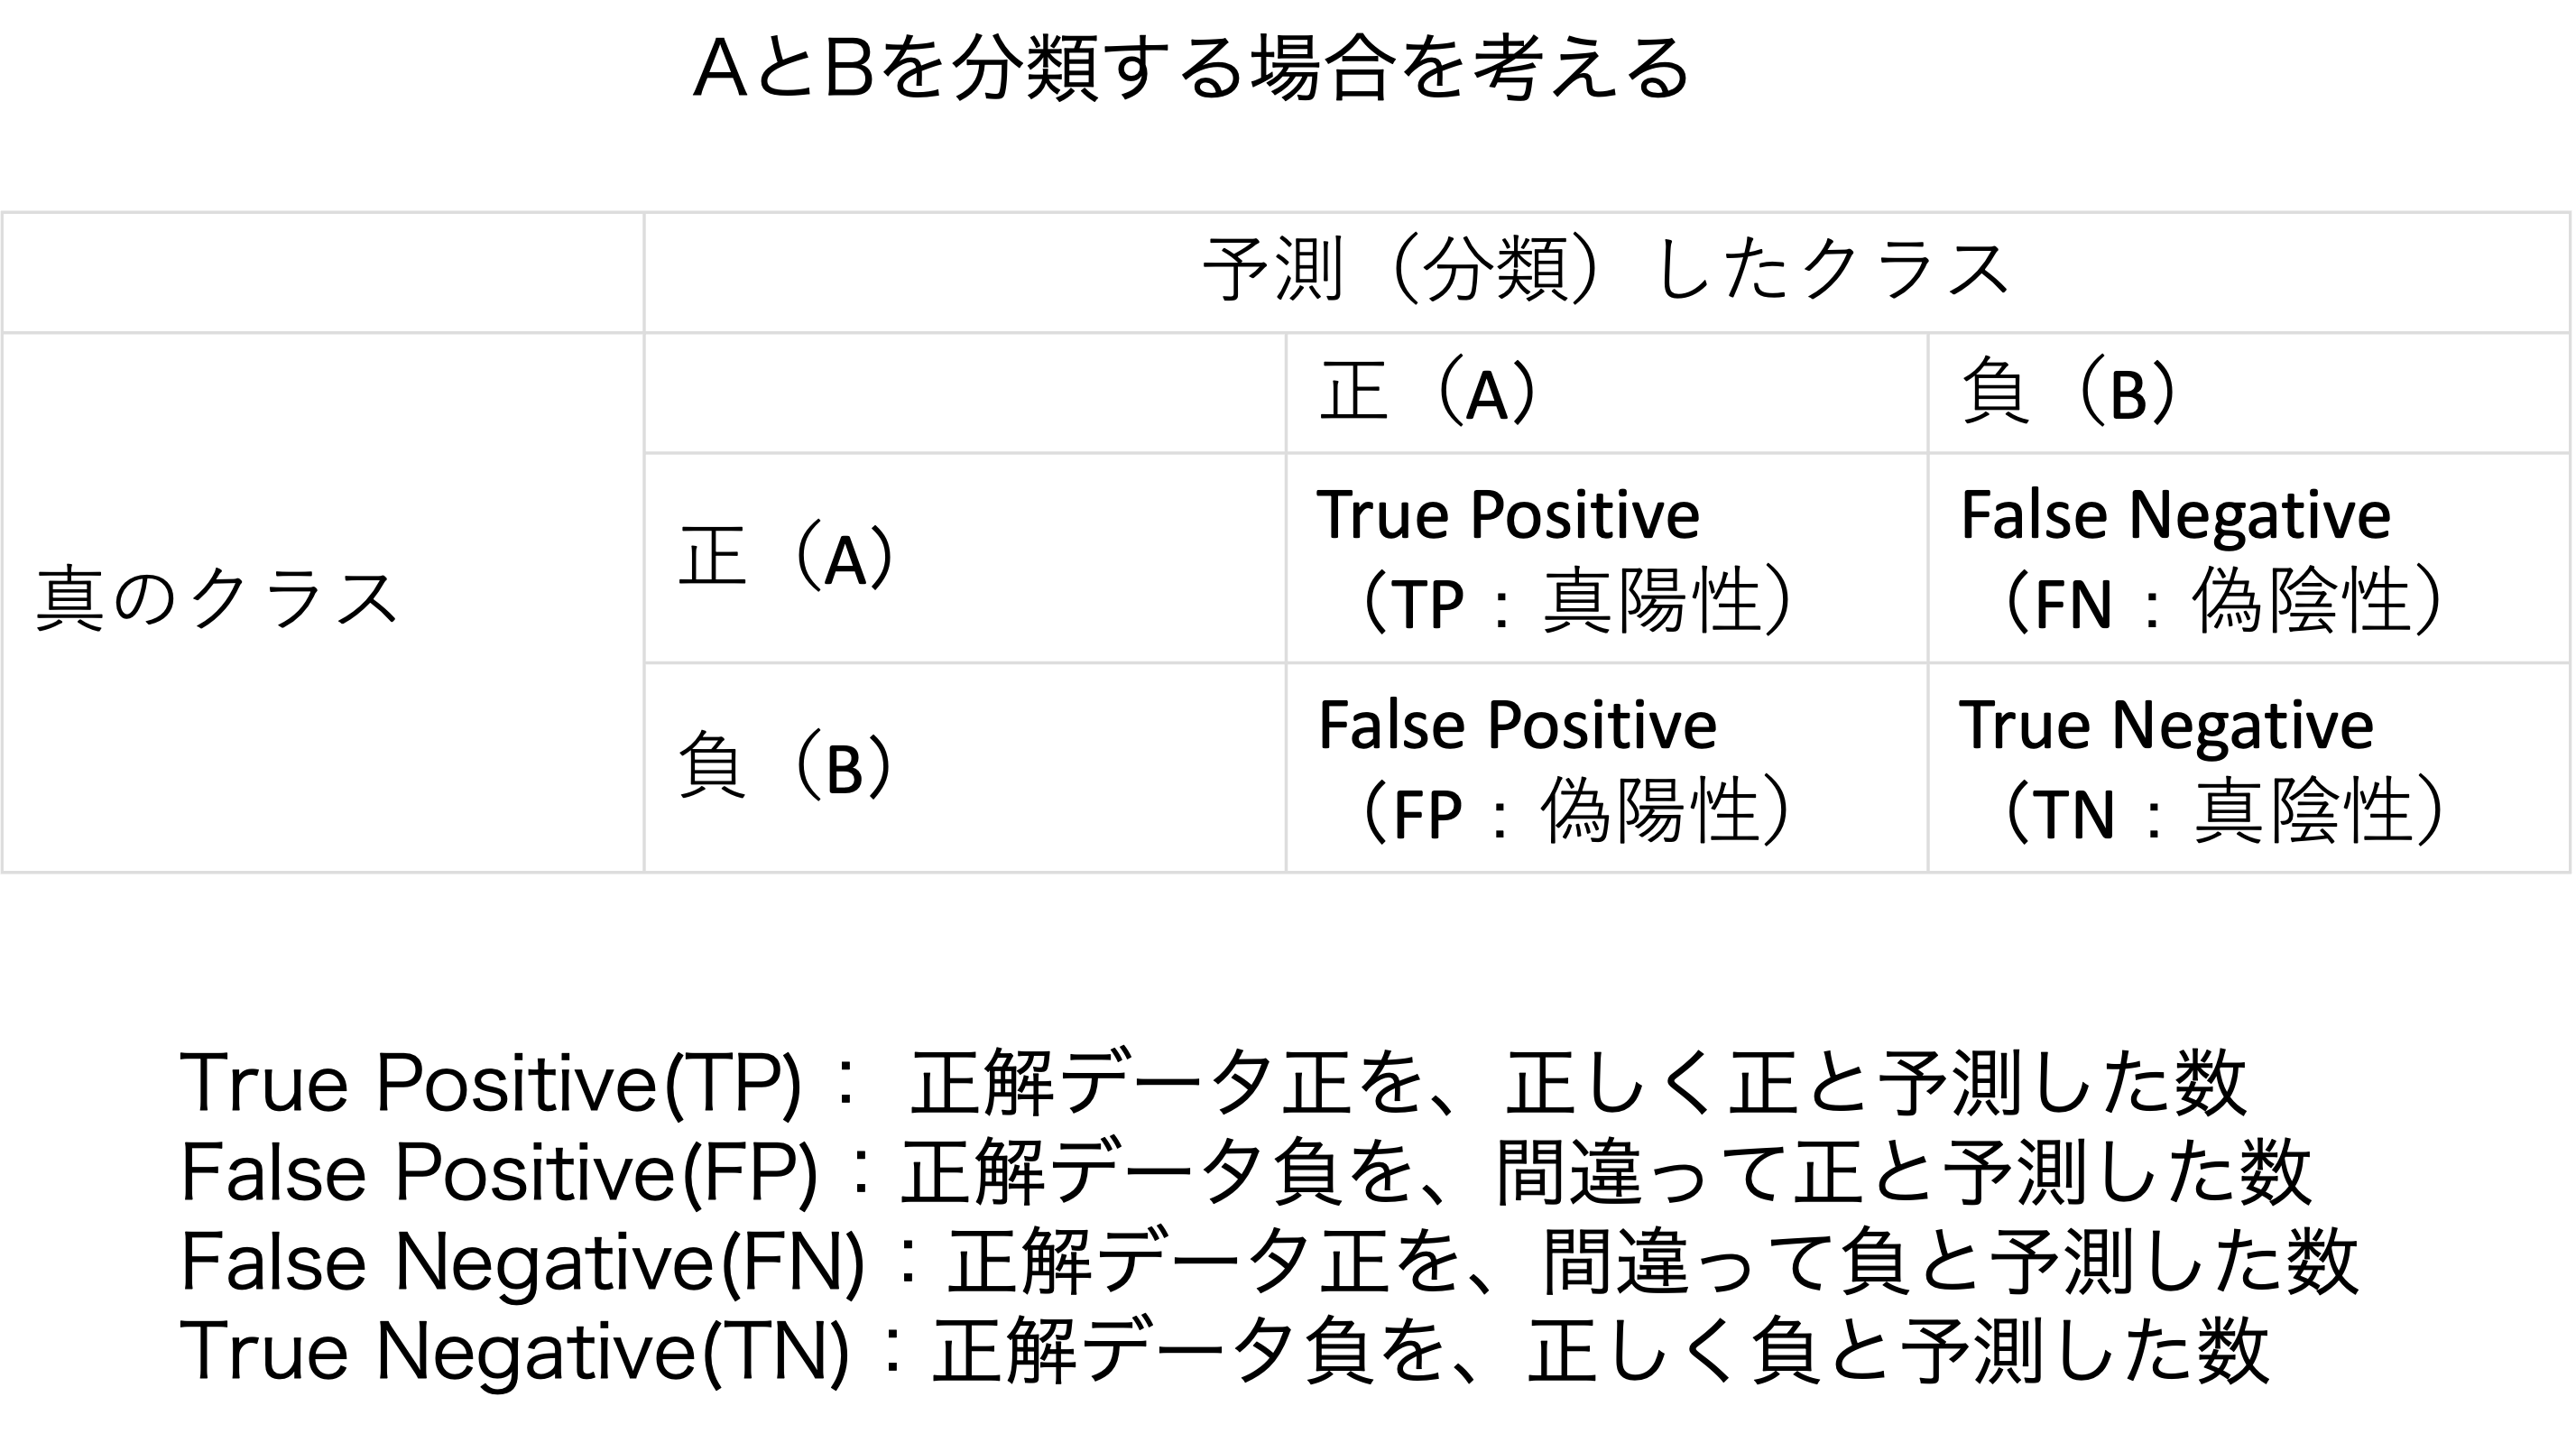 AとBを分類する場合を考える
予測（分類）したクラス
正（A）
負（B）
真のクラス
正（A）
True Positive
（TP：真陽性）
False Negative
（FN：偽陰性）
負（B）
False Positive
（FP：偽陽性）
True Negative
（TN：真陰性）
True Positive(TP)： 正解データ正を、正しく正と予測した数
False Positive(FP)：正解データ負を、間違って正と予測した数
False Negative(FN)：正解データ正を、間違って負と予測した数
True Negative(TN)：正解データ負を、正しく負と予測した数